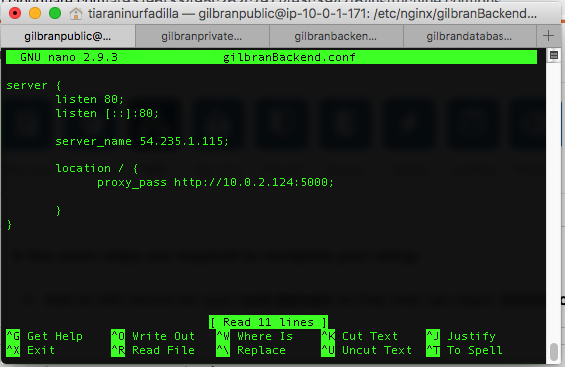 tiaraninurfadilla — gilbranpublic@ip-10-0-1-171: /etc/nginx/gilbranBackend...
gilbranpublic@... gilbranprivate... gilbranbacken... gilbrandatabas...
GNU nano 2.9.3 gilbranBackend.conf
server {
listen 80;
listen [::]:80;
server_name 54.235.1.115;
location / {
proxy_pass http://10.0.2.124:5000;
}
}
[ Read 11 lines ]
^G Get Help ^O Write Out ^W Where Is ^K Cut Text ^J Justify
^X Exit ^R Read File ^\ Replace ^U Uncut Text ^T To Spell